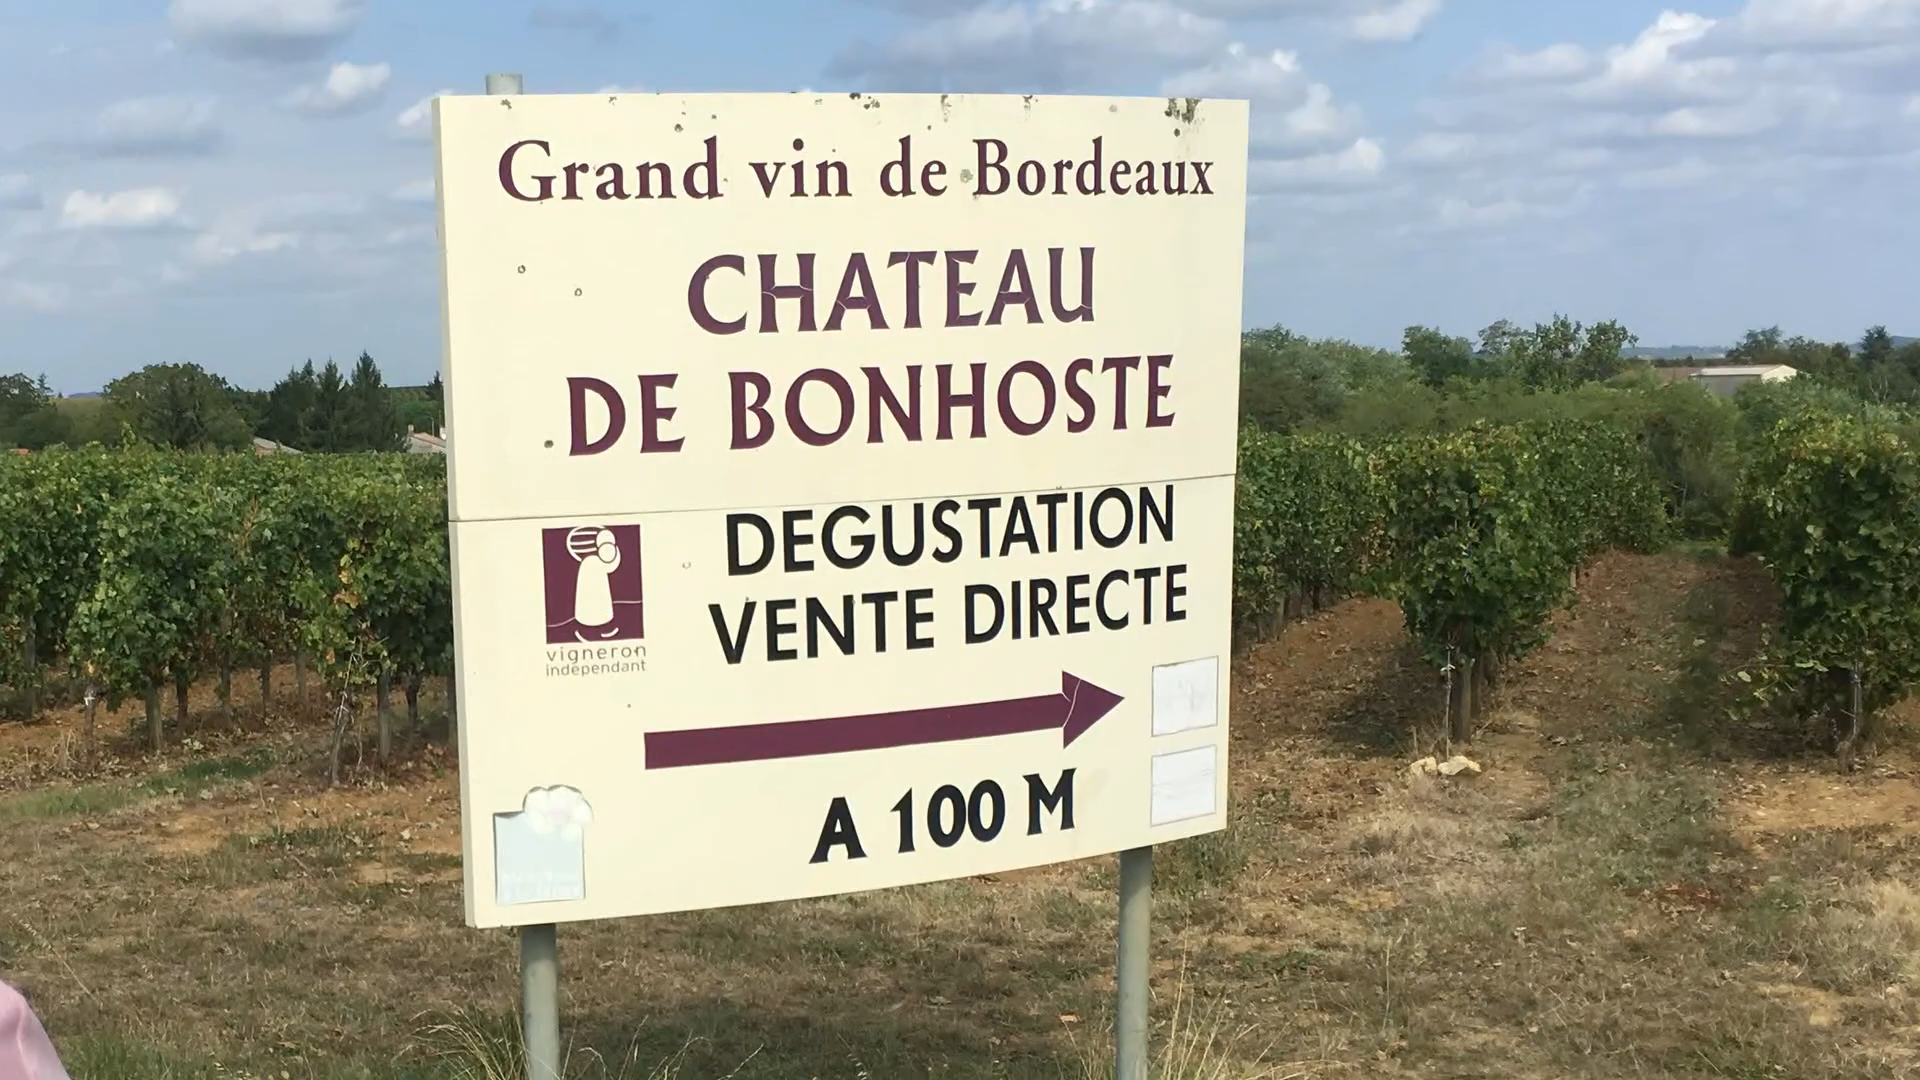 Grand vin de Bordeaux
CHATEAU
DE BONHOSTE
DEGUSTATION
VENTE DIRECTE
vigneron
indépendant
A 100 M